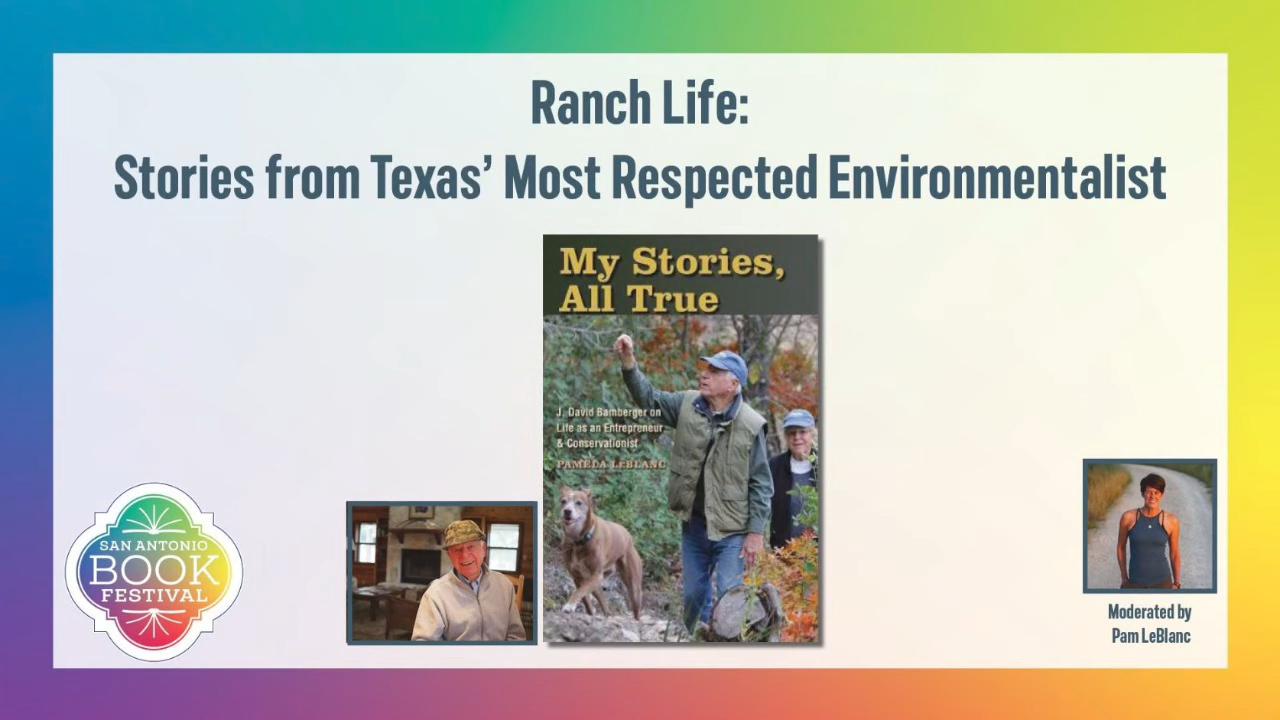 Ranch Life:
Stories from Texas’ Most Respected Environmentalist
My Stories,
All True
J. David Bamberger on
Life as an Entrepreneur
& Conservationist
PAMELA LEBLANC
SAN ANTONIO
BOOK
FESTIVAL
Moderated by
Pam LeBlanc